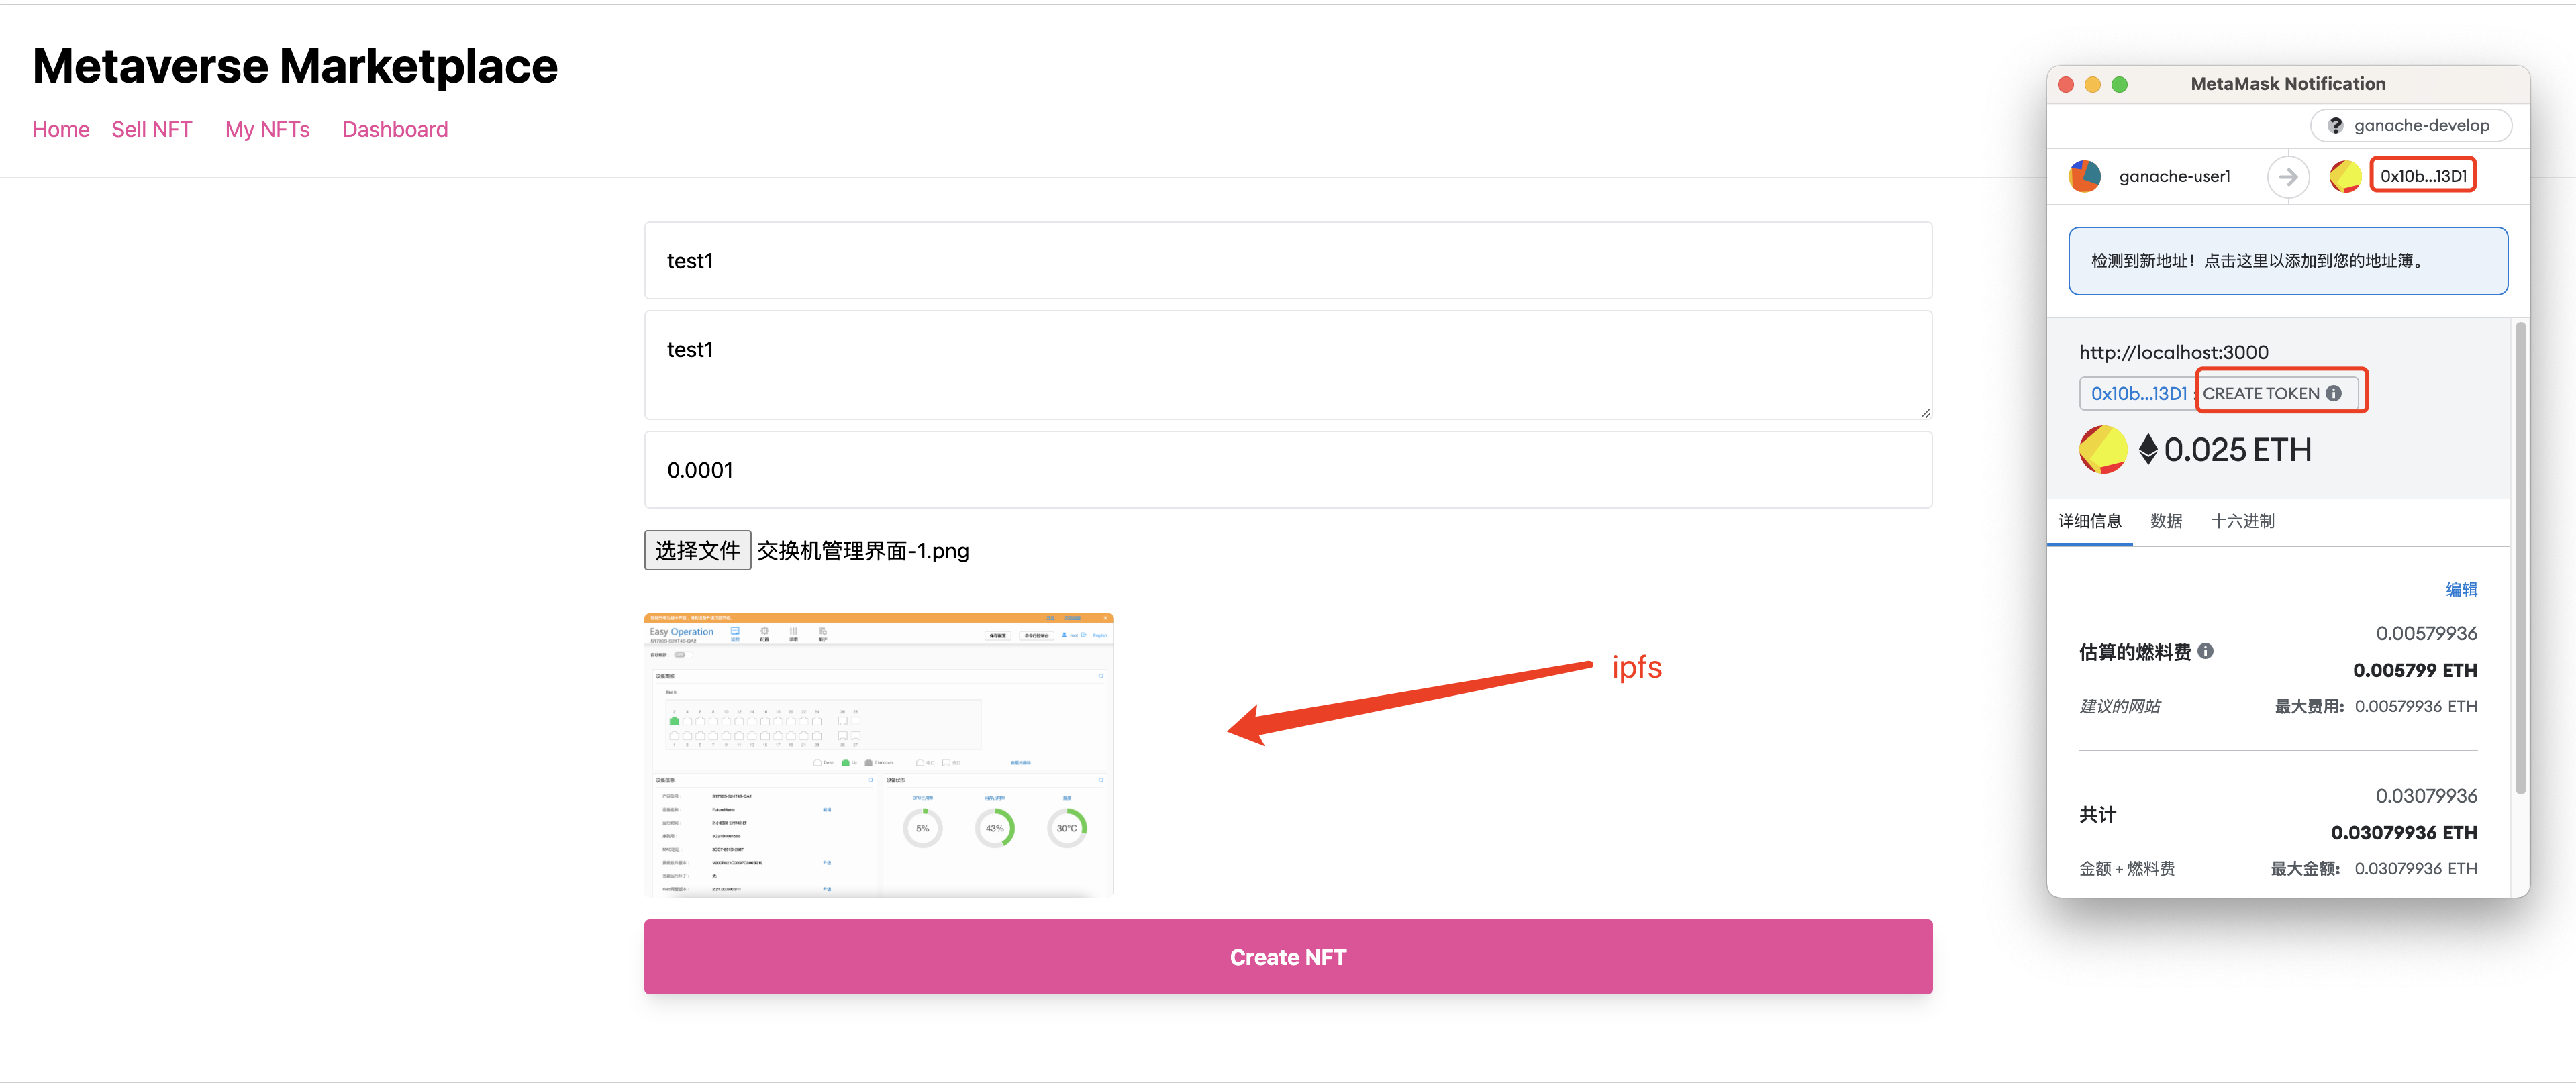 Metaverse Marketplace
Home Sell NFT My NFTs Dashboard
test1
test1
0.0001
选择文件 交换机管理界面-1.png
Easy Operation
English
5%
43%
30°C
ipfs
Create NFT
MetaMask Notification
ganache-develop
ganache-user1
0x10b...13D1
检测到新地址！点击这里以添加到您的地址簿。
http://localhost:3000
0x10b...13D1 : CREATE TOKEN
0.025 ETH
详细信息 数据 十六进制
编辑
0.00579936
估算的燃料费 0.005799 ETH
建议的网站 最大费用: 0.00579936 ETH
0.03079936
共计 0.03079936 ETH
金额 + 燃料费 最大金额: 0.03079936 ETH